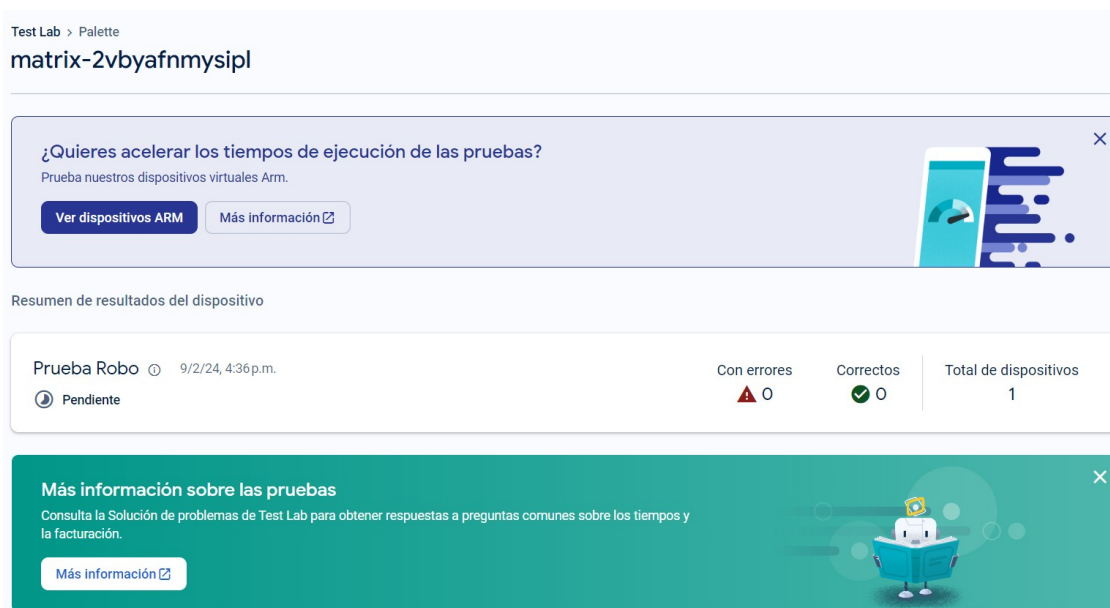 Test Lab > Palette
matrix-2vbyafnmysipl
¿Quieres acelerar los tiempos de ejecución de las pruebas?
Prueba nuestros dispositivos virtuales Arm.
Ver dispositivos ARM Más información
Resumen de resultados del dispositivo
Prueba Robo 9/2/24, 4:36 p.m.
Pendiente
Con errores Correctos Total de dispositivos
0 0 1
Más información sobre las pruebas
Consulta la Solución de problemas de Test Lab para obtener respuestas a preguntas comunes sobre los tiempos y
la facturación.
Más información